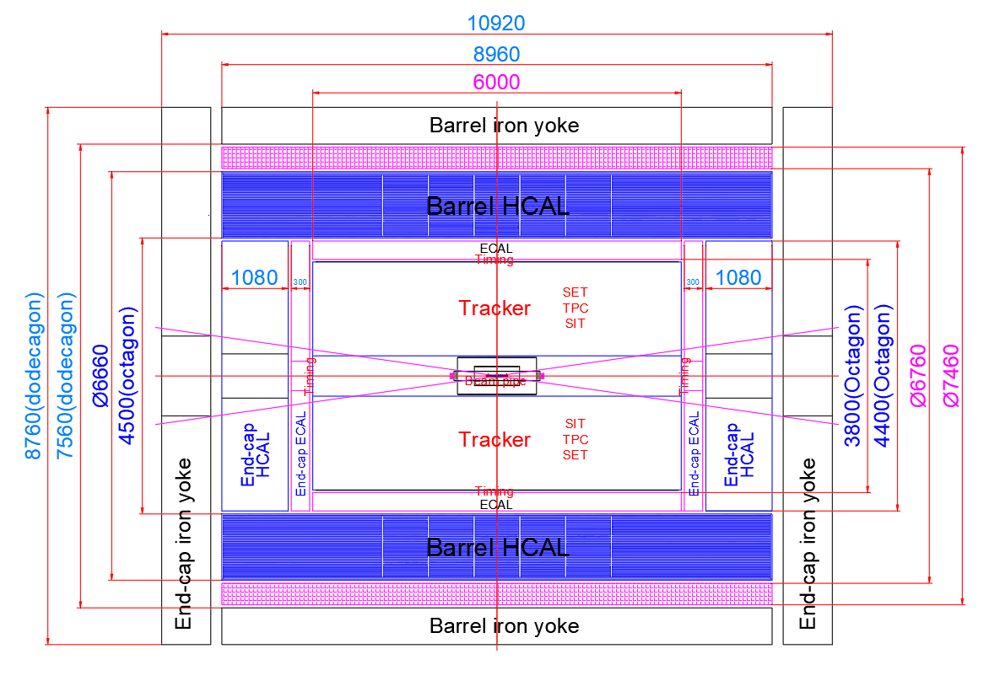 10920
8960
6000
Barrel iron yoke
Barrel HCAL
ECAL
Timing
1080
300
300
1080
Tracker
SET
TPC
SIT
8760(dodecagon)
7560(dodecagon)
Ø6660
4500(octagon)
Timing
Beam pipe
Timing
3800(Octagon)
4400(Octagon)
Ø6760
Ø7460
End-cap
HCAL
End-cap ECAL
Tracker
SIT
TPC
SET
End-cap ECAL
End-cap
HCAL
Timing
ECAL
End-cap iron yoke
Barrel HCAL
End-cap iron yoke
Barrel iron yoke